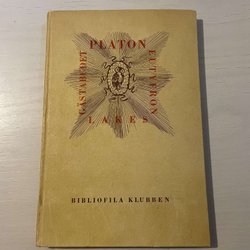 PLATON
GÄSTABUDET
EUTYFRON
LAKES
BIBLIOFILA KLUBBEN